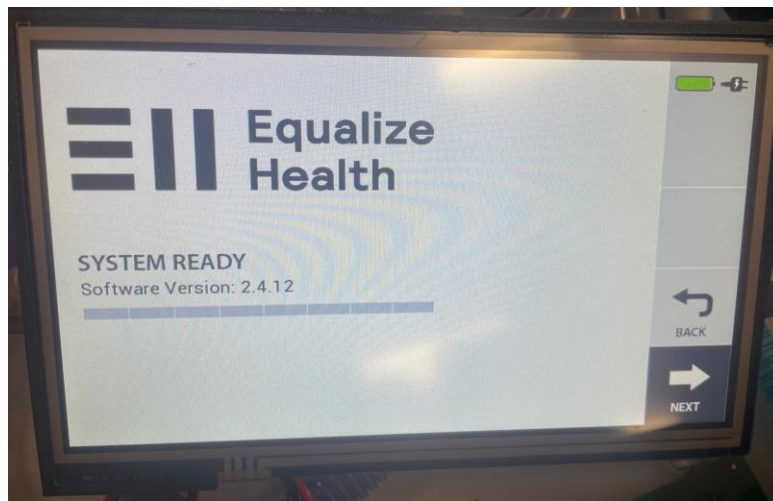 Equalize
Health
SYSTEM READY
Software Version: 2.4.12
BACK
NEXT